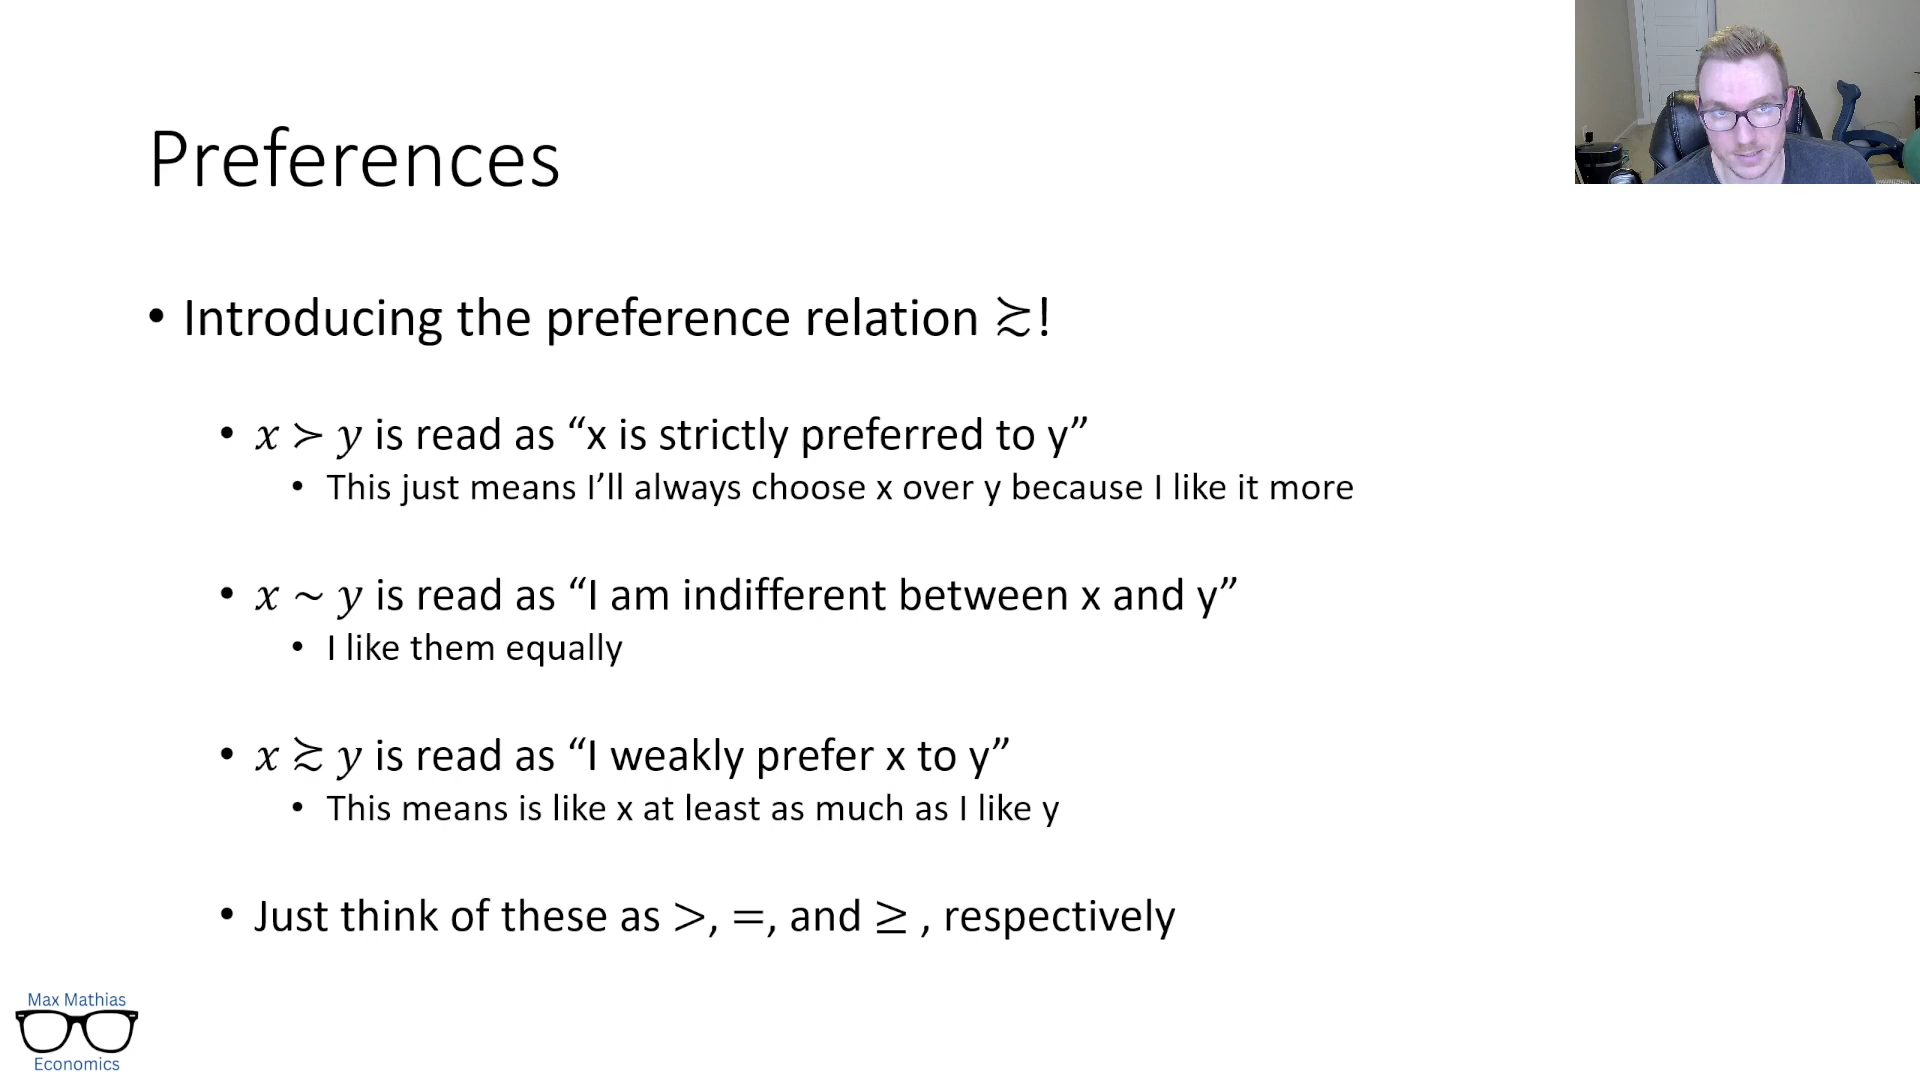 Preferences
• Introducing the preference relation ≿!
• x ≻ y is read as “x is strictly preferred to y”
• This just means I’ll always choose x over y because I like it more
• x ~ y is read as “I am indifferent between x and y”
• I like them equally
• x ≿ y is read as “I weakly prefer x to y”
• This means is like x at least as much as I like y
• Just think of these as >, =, and ≥ , respectively
Max Mathias
Economics